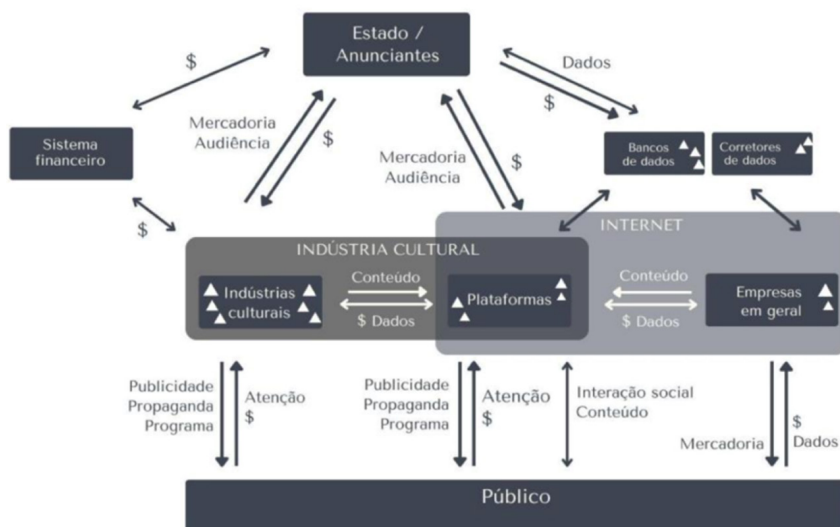 Estado /
Anunciantes
$
Dados
$
Mercadoria
Audiência
$
Mercadoria
Audiência
$
Sistema
financeiro
Bancos
de dados
Corretores
de dados
$
INTERNET
INDÚSTRIA CULTURAL
Indústrias
culturais
Conteúdo
$ Dados
Plataformas
Conteúdo
$ Dados
Empresas
em geral
Publicidade
Propaganda
Programa
Atenção
$
Publicidade
Propaganda
Programa
Atenção
$
Interação social
Conteúdo
Mercadoria
$
Dados
Público